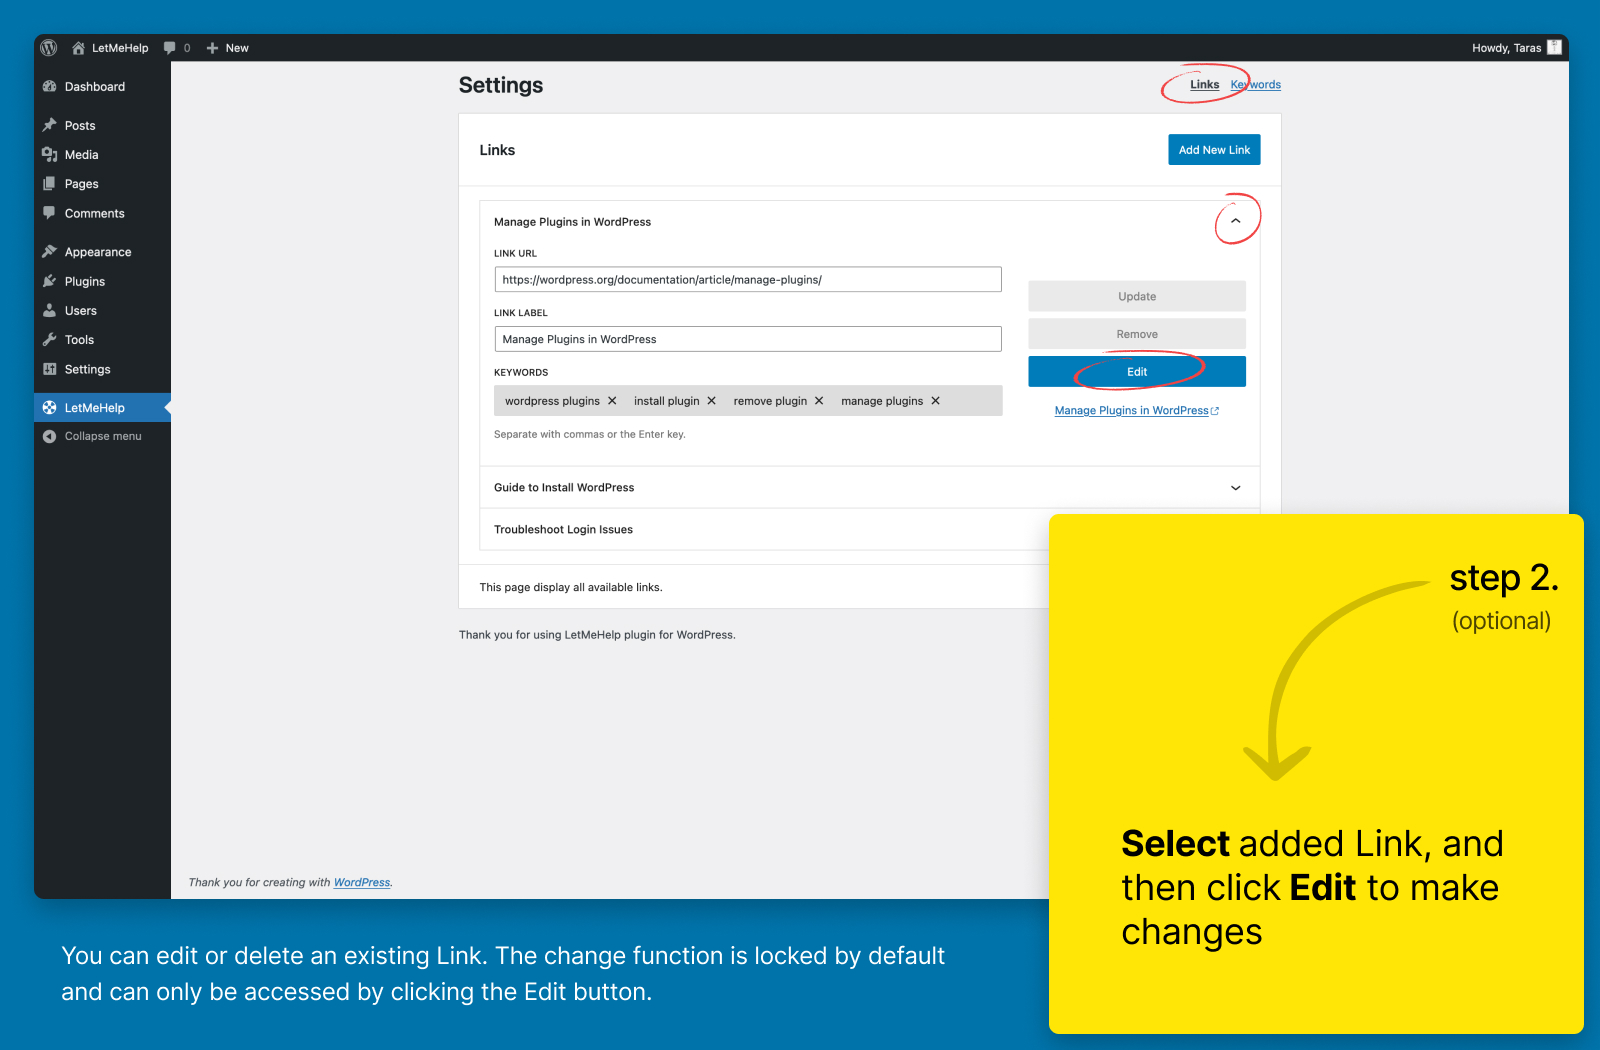 LetMeHelp 0 New Howdy, Taras
Dashboard
Posts
Media
Pages
Comments
Appearance
Plugins
Users
Tools
Settings
LetMeHelp
Collapse menu
Settings Links Keywords
Links Add New Link
Manage Plugins in WordPress
LINK URL
https://wordpress.org/documentation/article/manage-plugins/
LINK LABEL
Manage Plugins in WordPress
KEYWORDS
wordpress plugins ✕ install plugin ✕ remove plugin ✕ manage plugins ✕
Separate with commas or the Enter key.
Update
Remove
Edit
Manage Plugins in WordPress
Guide to Install WordPress
Troubleshoot Login Issues
This page display all available links.
Thank you for using LetMeHelp plugin for WordPress.
Thank you for creating with WordPress.
step 2.
(optional)
Select added Link, and
then click Edit to make
changes
You can edit or delete an existing Link. The change function is locked by default
and can only be accessed by clicking the Edit button.